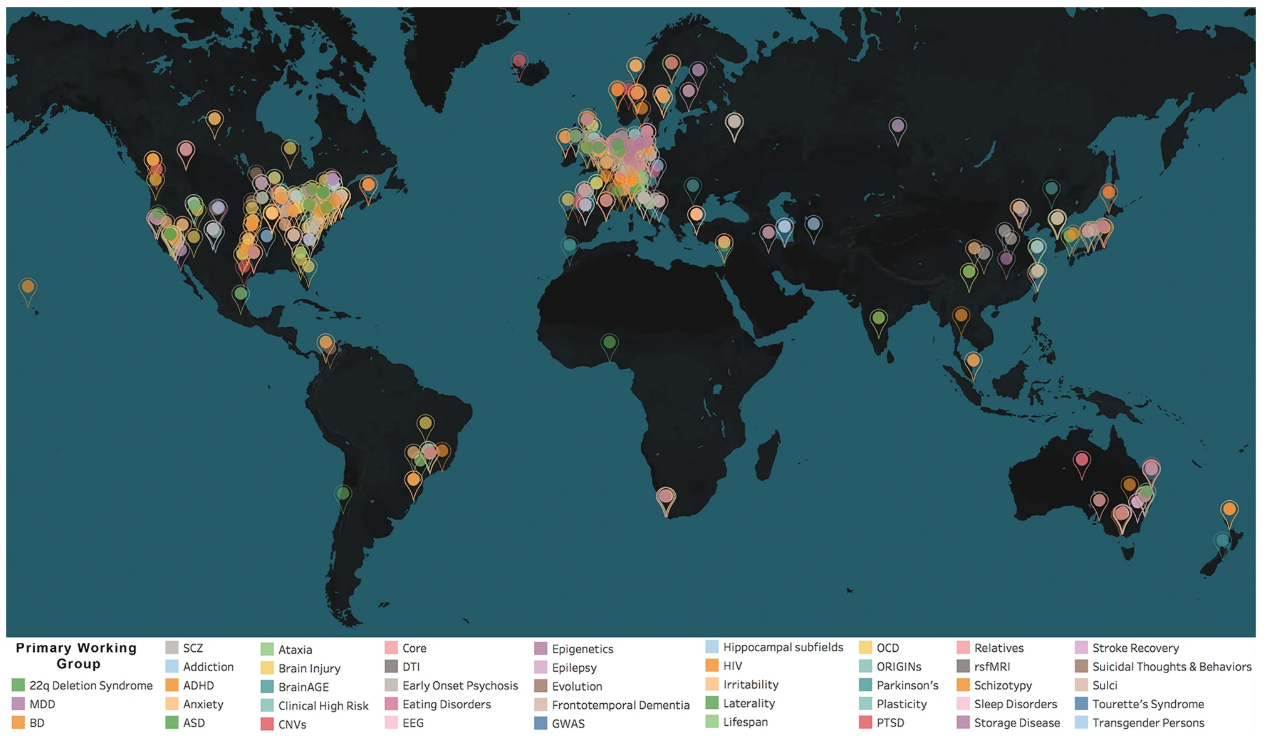 Primary Working
Group
22q Deletion Syndrome
MDD
BD
SCZ
Addiction
ADHD
Anxiety
ASD
Ataxia
Brain Injury
BrainAGE
Clinical High Risk
CNVs
Core
DTI
Early Onset Psychosis
Eating Disorders
EEG
Epigenetics
Epilepsy
Evolution
Frontotemporal Dementia
GWAS
Hippocampal subfields
HIV
Irritability
Laterality
Lifespan
OCD
ORIGINs
Parkinson's
Plasticity
PTSD
Relatives
rsfMRI
Schizotypy
Sleep Disorders
Storage Disease
Stroke Recovery
Suicidal Thoughts & Behaviors
Sulci
Tourette's Syndrome
Transgender Persons